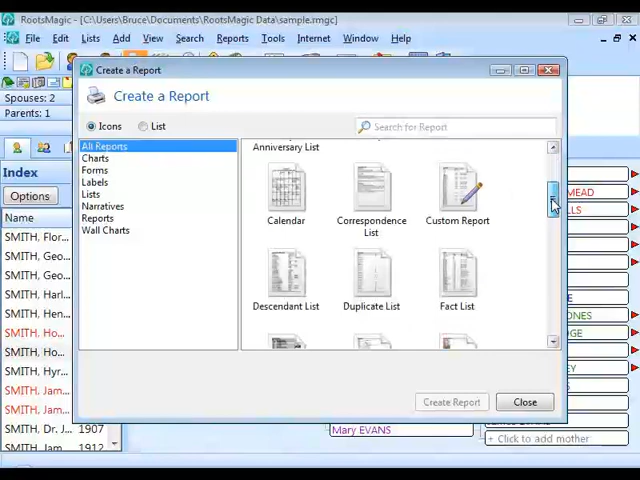 RootsMagic - [C:\Users\Bruce\Documents\RootsMagic Data\sample.rmgc]
File Lists Add View Search Reports Tools Internet Window Help
Spouses: 2
Parents: 1
Index
Options
Name
SMITH, Flor...
SMITH, Geo...
SMITH, Geo...
SMITH, Harl...
SMITH, Hen...
SMITH, Ho...
SMITH, Ho...
SMITH, Hyr...
SMITH, Jam...
SMITH, Jam...
SMITH, Dr. J... 1907
SMITH, Jam... 1912
Create a Report
Create a Report
Icons
List
Search for Report
All Reports
Charts
Forms
Labels
Lists
Narratives
Reports
Wall Charts
Anniversary List
Calendar
Correspondence
List
Custom Report
Descendant List
Duplicate List
Fact List
Create Report
Close
MEAD
Mary EVANS
+ Click to add mother